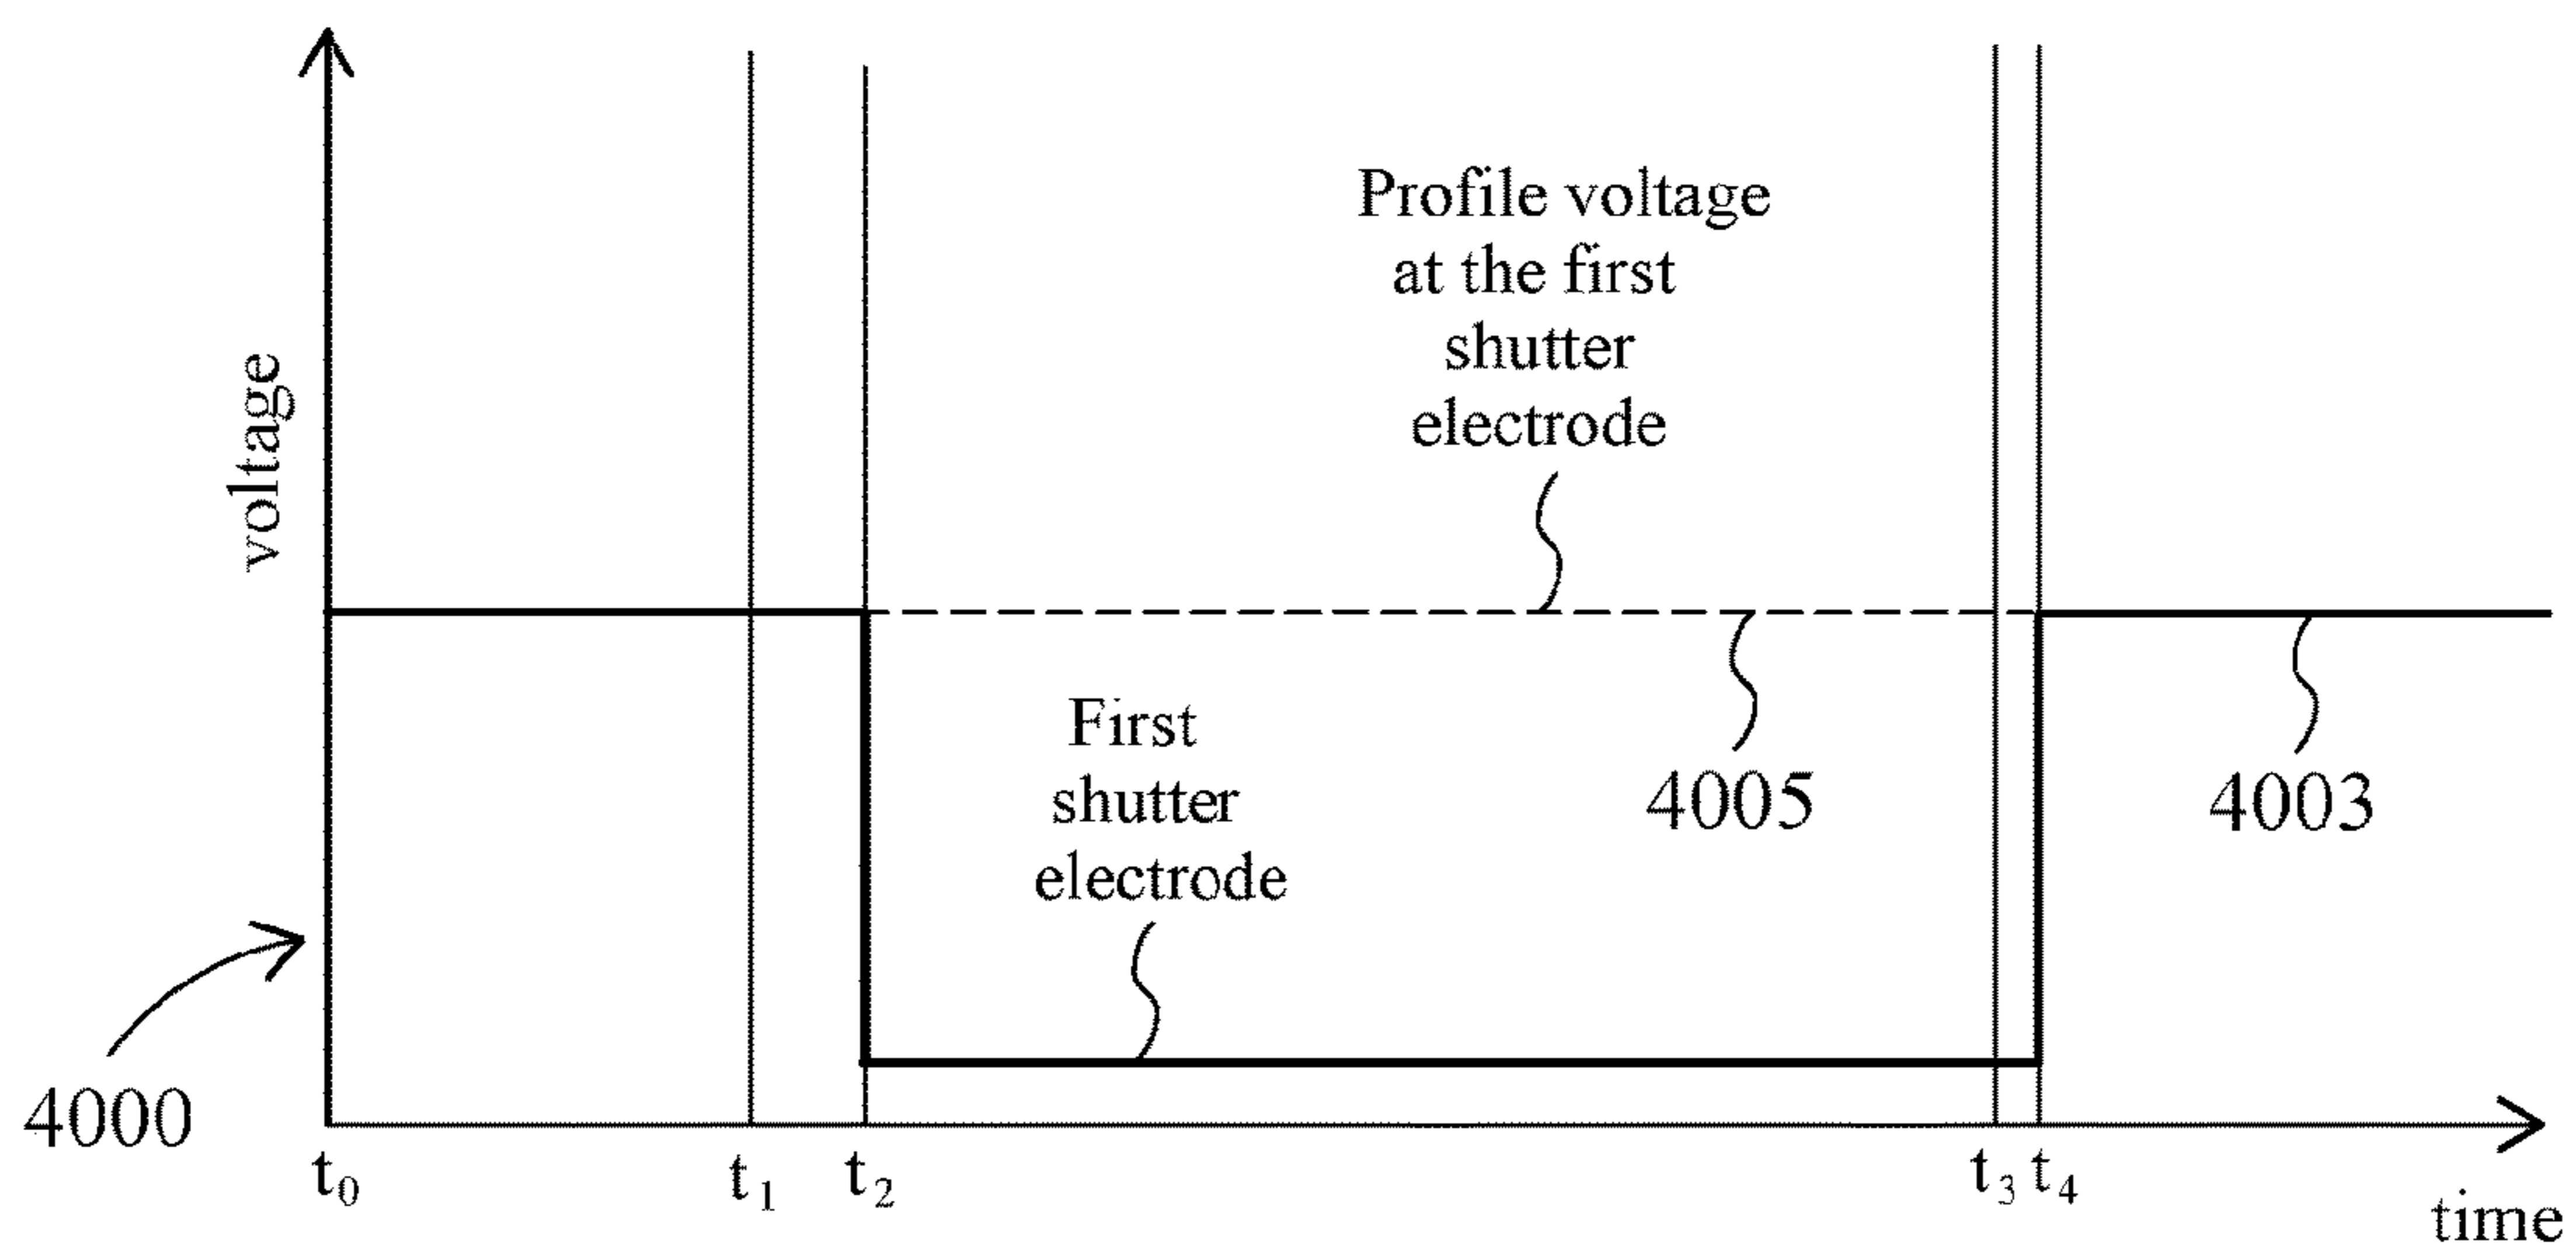 Profile voltage
at the first
shutter
electrode
voltage
First
shutter
electrode
4005
4003
4000
t0
t1
t2
t3
t4
time